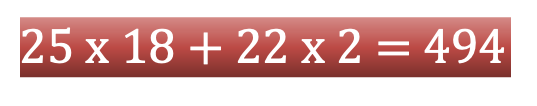 25 x 18 + 22 x 2 = 494